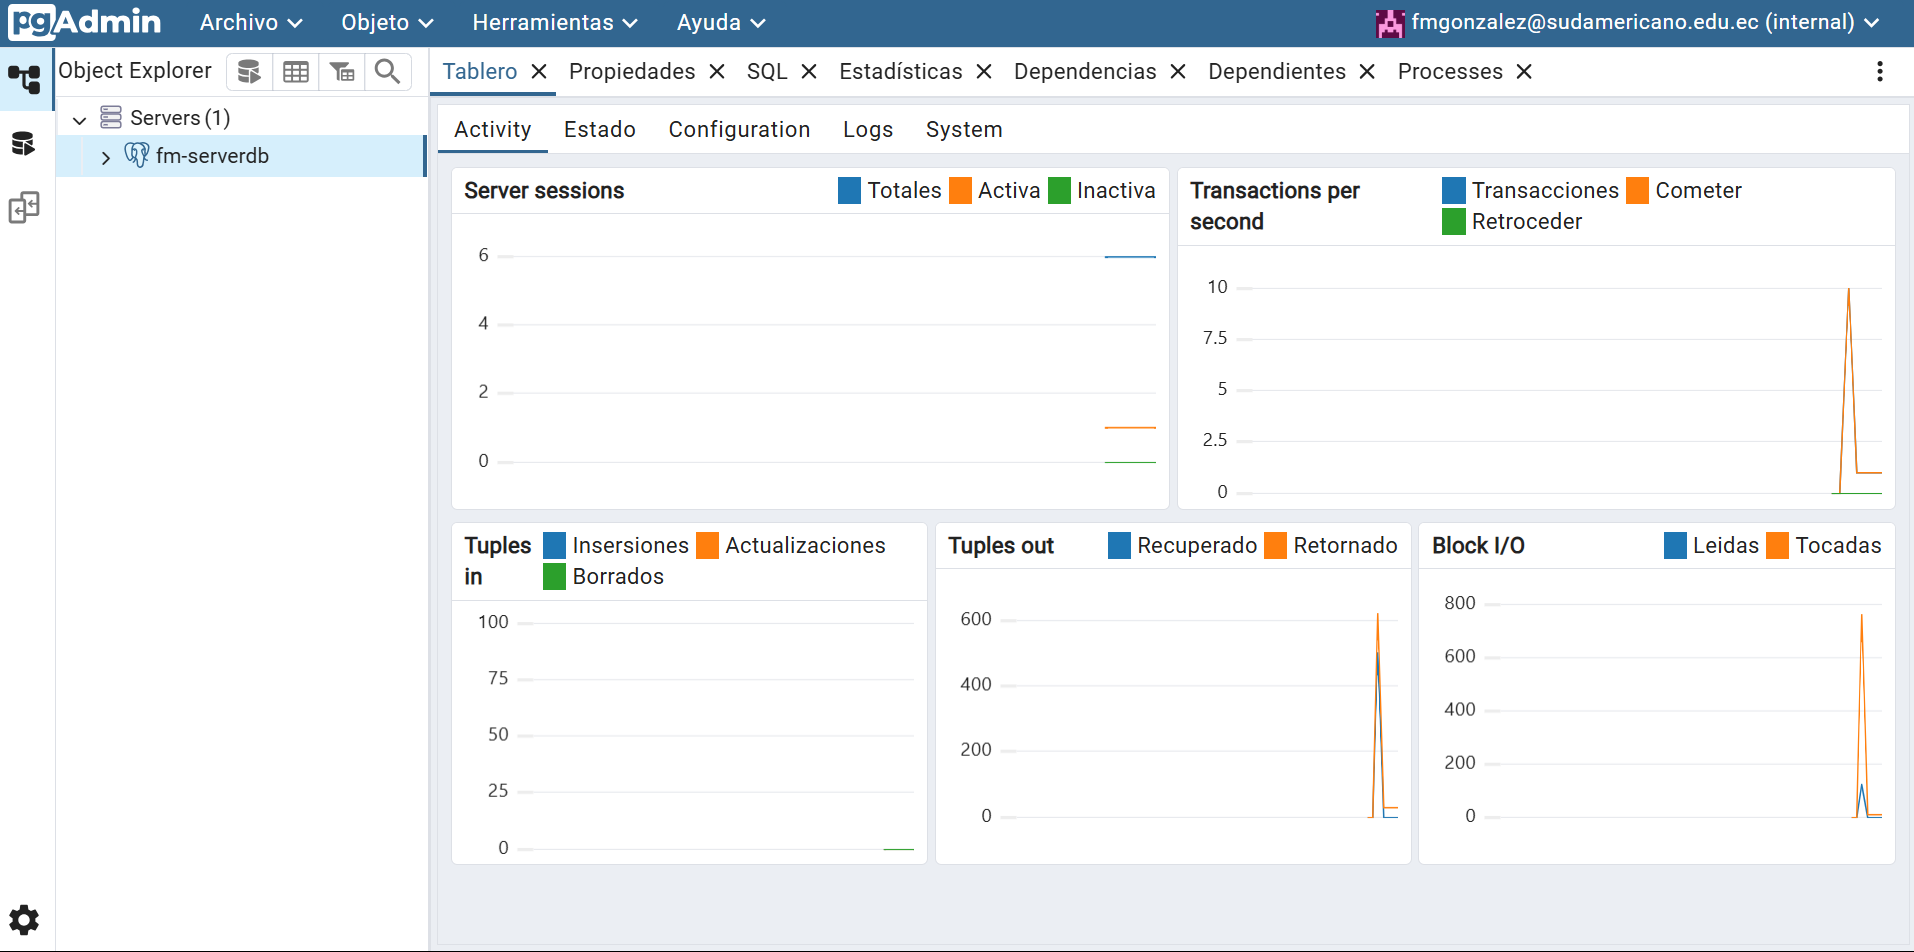 pgAdmin Archivo Objeto Herramientas Ayuda fmgonzalez@sudamericano.edu.ec (internal)
Object Explorer
Tablero Propiedades SQL Estadísticas Dependencias Dependientes Processes
Servers (1)
fm-serverdb
Activity Estado Configuration Logs System
Server sessions
Totales Activa Inactiva
6
4
2
0
Transactions per
second
Transacciones Cometer
Retroceder
10
7.5
5
2.5
0
Tuples
in
Insersiones Actualizaciones
Borrados
100
75
50
25
0
Tuples out
Recuperado Retornado
600
400
200
0
Block I/O
Leidas Tocadas
800
600
400
200
0